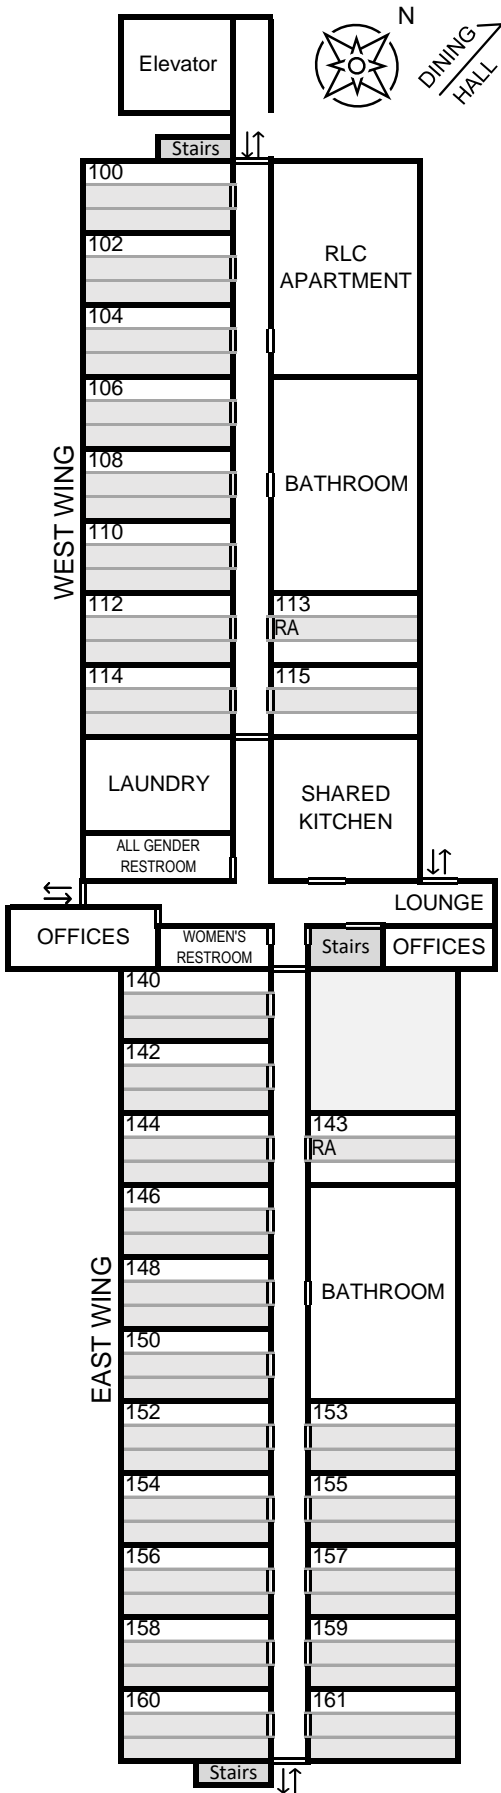 N
DINING
HALL
Elevator
Stairs
100
102
RLC
APARTMENT
104
106
108
BATHROOM
WEST WING
110
112
113
RA
114
115
LAUNDRY
SHARED
KITCHEN
ALL GENDER
RESTROOM
LOUNGE
OFFICES
WOMEN'S
RESTROOM
Stairs
OFFICES
140
142
144
143
RA
146
148
BATHROOM
EAST WING
150
152
153
154
155
156
157
158
159
160
161
Stairs